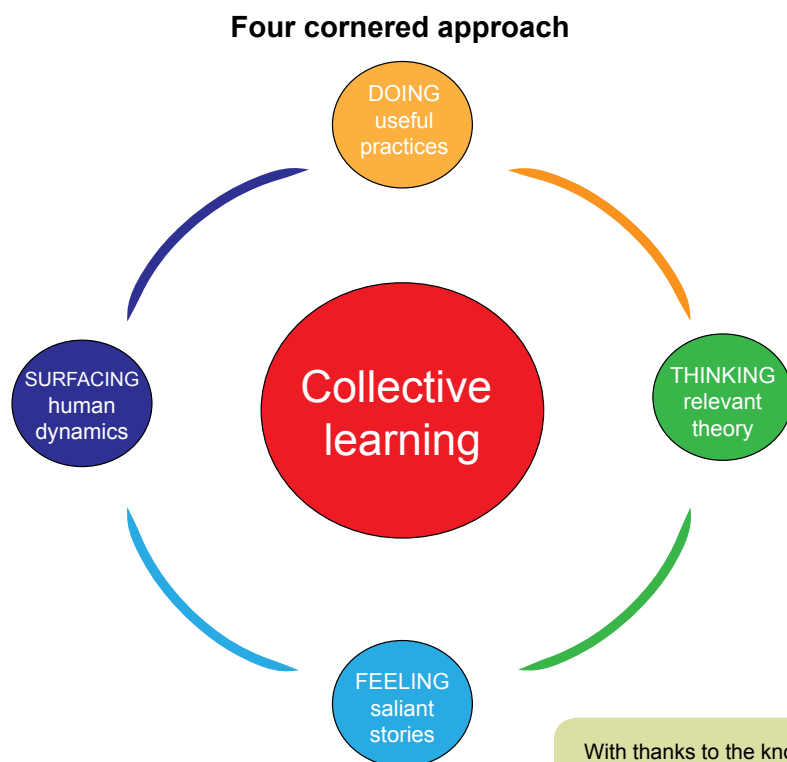 Four cornered approach
DOING
useful
practices
SURFACING
human
dynamics
Collective
learning
THINKING
relevant
theory
FEELING
saliant
stories
With thanks to the